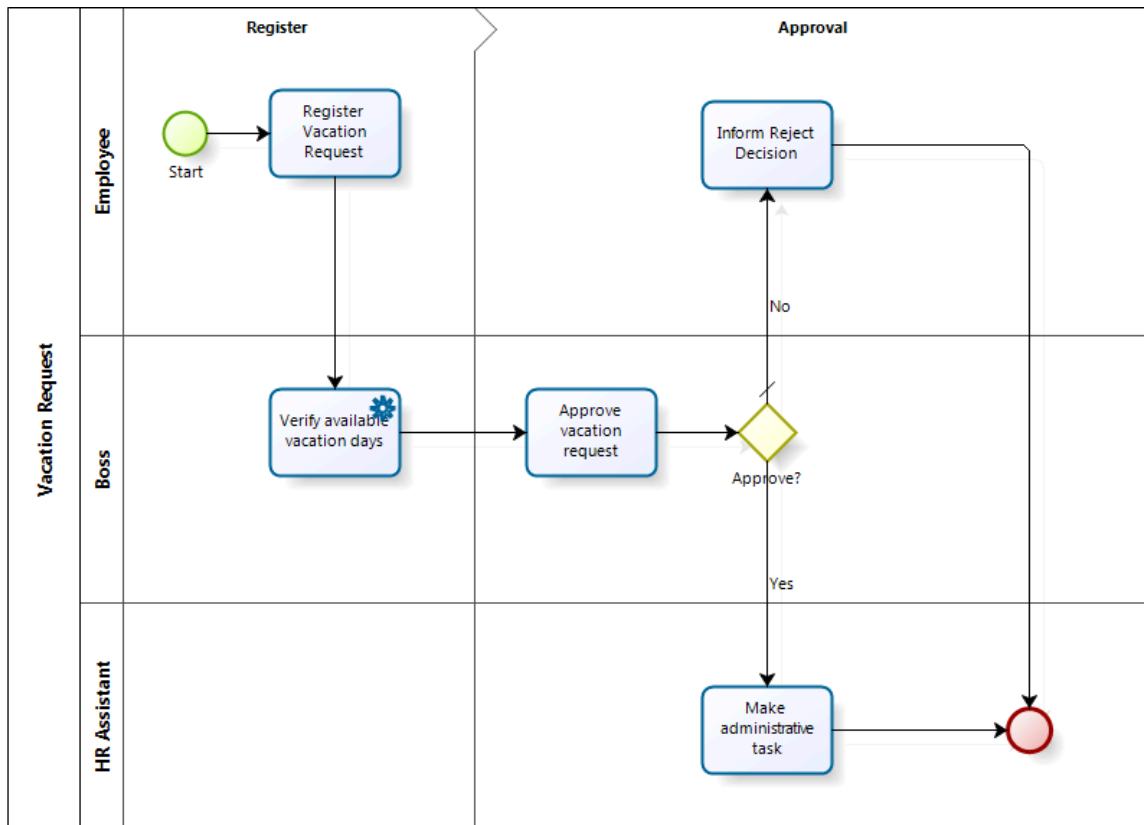 Register
Approval
Vacation Request
Employee
Start
Register
Vacation
Request
Inform Reject
Decision
No
Boss
Verify available
vacation days
Approve
vacation
request
Approve?
Yes
HR Assistant
Make
administrative
task